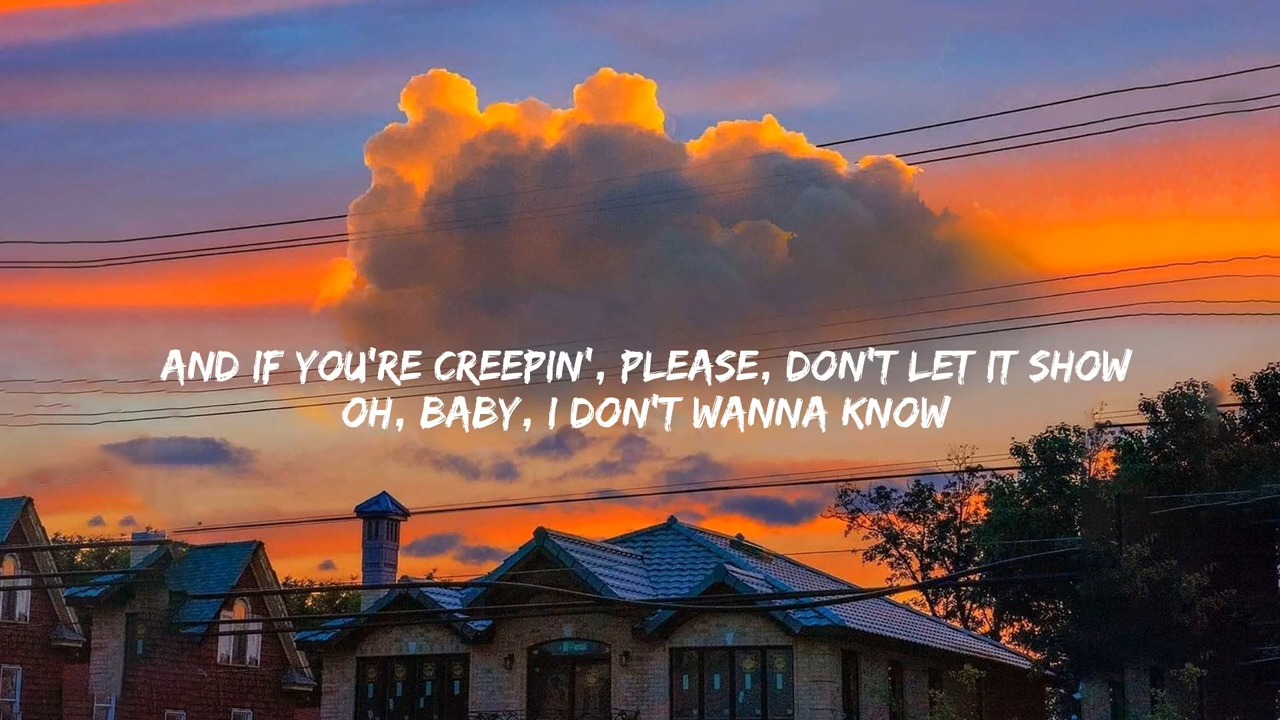 AND IF YOU'RE CREEPIN', PLEASE, DON'T LET IT SHOW
OH, BABY, I DON'T WANNA KNOW